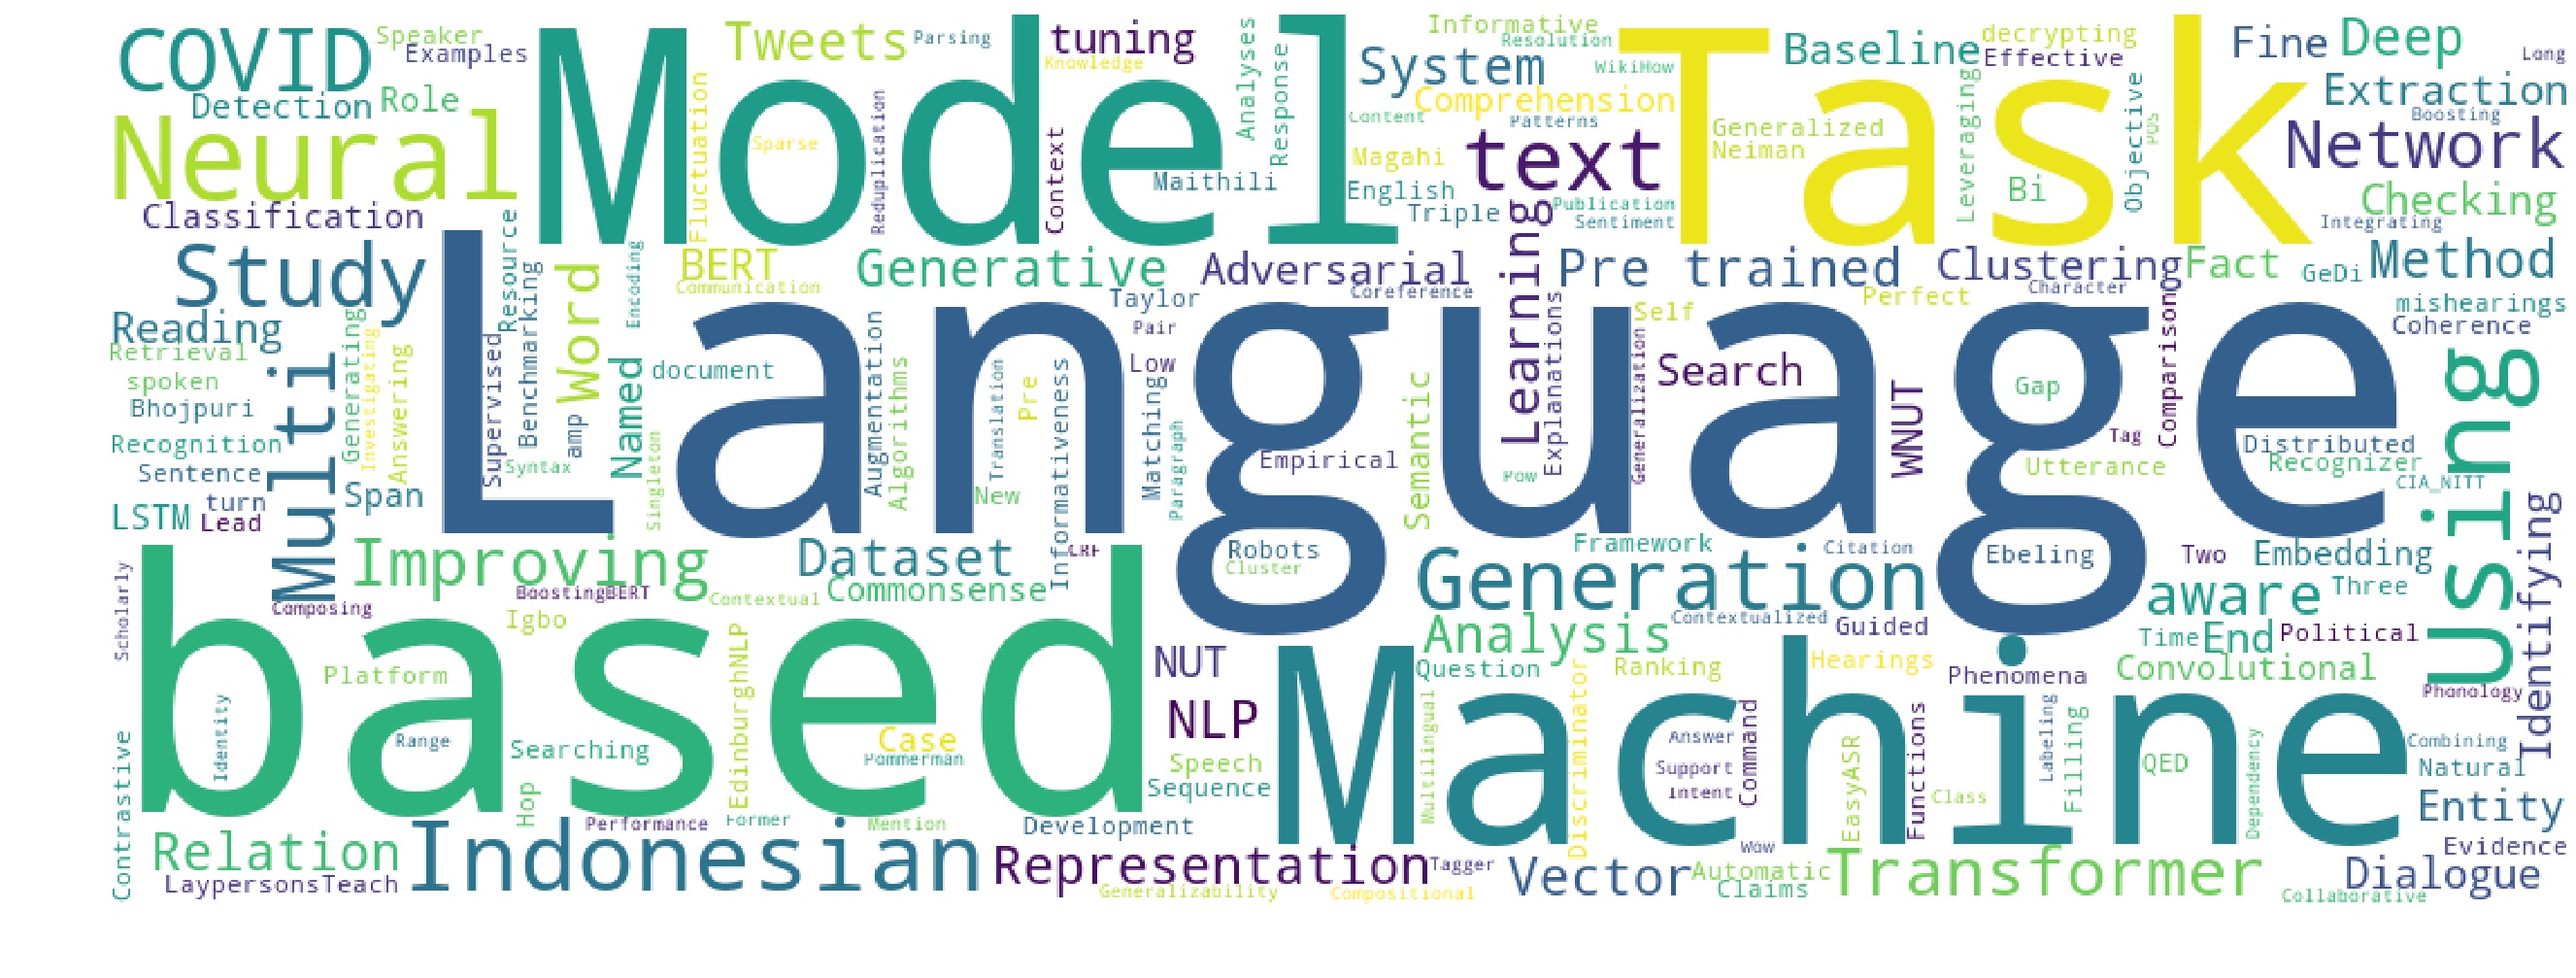 COVID
Speaker
Examples
Tweets
Parsing
tuning
Knowledge
Informative
Resolution
WikiHow
System
Baseline
decrypting
Effective
Fine
Deep
Long
Detection
Role
Model
Task
Extraction
Boosting
Neural
Fluctuation
Sparse
Reduplication
Context
Analyses
Response
Comprehension
Content
Patterns
Generalized
Neiman
Leveraging
Objective
POS
Network
Magahi
text
Maithili
English
Triple
Publication
Sentiment
Bi
Checking
Integrating
Classification
Study
Resource
Word
Encoding
BERT
Communication
Generative
Adversarial
Taylor
Coreference
Learning
Pre trained
Clustering
Character
Fact
GeDi
Method
Perfect
Self
mishearings
Coherence
Reading
Retrieval
spoken
Bhojpuri
Recognition
Sentence
Multi
Generating
Investigating
Answering
Supervised
Benchmarking
Language
Named
document
Singleton
amp
Syntax
Augmentation
Algorithms
Translation
Pre
New
Informativeness
Pair
Low
Matching
Paragraph
Empirical
Semantic
Explanations
Generalization
Search
Pow
WNUT
Gap
Comparison
Tag
Utterance
Distributed
Recognizer
CIA_NITT
Using
Identifying
LSTM
turn
Lead
Span
Improving
Dataset
CRF
Commonsense
Contextual
BoostingBERT
Igbo
Composing
Scholarly
based
Robots
Cluster
Framework
Citation
Generation
Contextualized
Guided
Ebeling
Two
Embedding
Three
aware
Time
End
Political
Analysis
Question
Ranking
Hearings
Phenomena
Convolutional
Phonology
Platform
Identity
Range
Searching
Hop
EdinburghNLP
Case
Pommerman
NUT
NLP
Speech
Sequence
Machine
Multilingual
Discriminator
Answer
Support
Intent
Command
EasyASR
Functions
Class
Labeling
Filling
QED
Dependency
Combining
Natural
Entity
Evidence
Contrastive
Relation
LaypersonsTeach
Indonesian
Performance
Former
Mention
Development
Representation
Generalizability
Tagger
Compositional
Vector
Automatic
Claims
Wow
Transformer
Dialogue
Collaborative